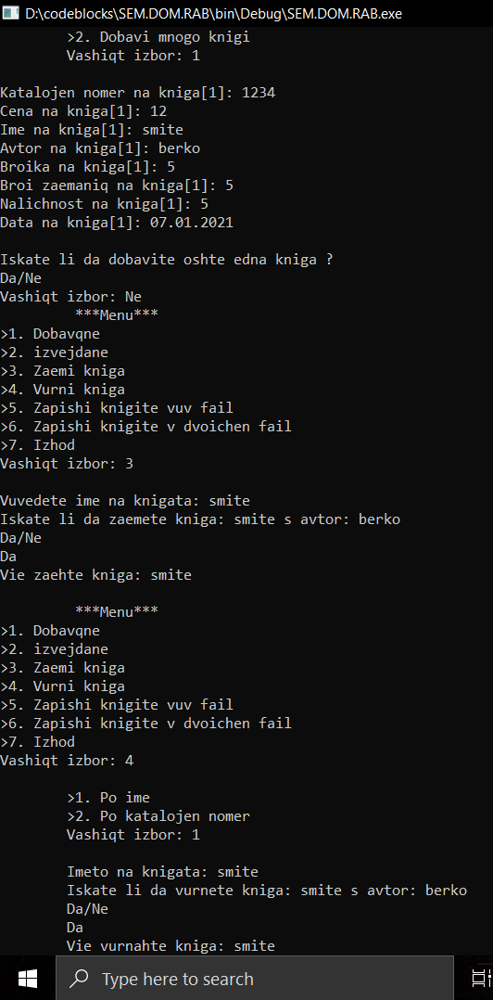 D:\codeblocks\SEM.DOM.RAB\bin\Debug\SEM.DOM.RAB.exe
>2. Dobavi mnogo knigi
Vashiqt izbor: 1
Katalojen nomer na kniga[1]: 1234
Cena na kniga[1]: 12
Ime na kniga[1]: smite
Avtor na kniga[1]: berko
Broika na kniga[1]: 5
Broi zaemaniq na kniga[1]: 5
Nalichnost na kniga[1]: 5
Data na kniga[1]: 07.01.2021
Iskate li da dobavite oshte edna kniga ?
Da/Ne
Vashiqt izbor: Ne
***Menu***
>1. Dobavqne
>2. izvejdane
>3. Zaemi kniga
>4. Vurni kniga
>5. Zapishi knigite vuv fail
>6. Zapishi knigite v dvoichen fail
>7. Izhod
Vashiqt izbor: 3
Vuvedete ime na knigata: smite
Iskate li da zaemete kniga: smite s avtor: berko
Da/Ne
Da
Vie zaehte kniga: smite
***Menu***
>1. Dobavqne
>2. izvejdane
>3. Zaemi kniga
>4. Vurni kniga
>5. Zapishi knigite vuv fail
>6. Zapishi knigite v dvoichen fail
>7. Izhod
Vashiqt izbor: 4
>1. Po ime
>2. Po katalojen nomer
Vashiqt izbor: 1
Imeto na knigata: smite
Iskate li da vurnete kniga: smite s avtor: berko
Da/Ne
Da
Vie vurnahte kniga: smite
Type here to search